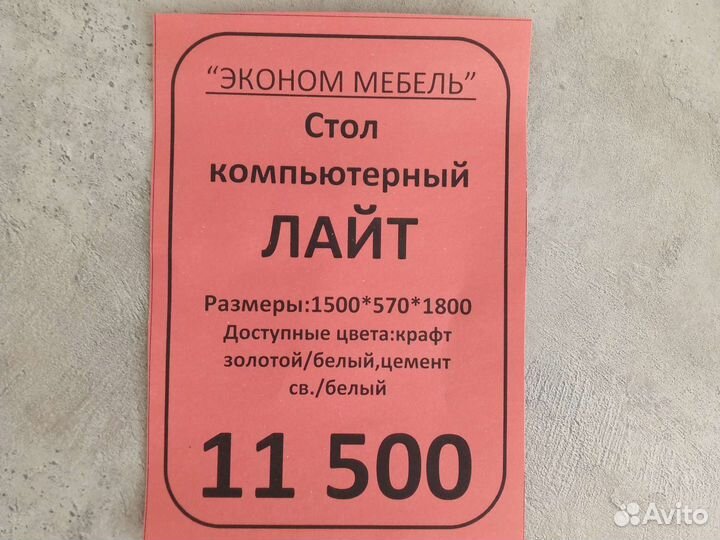 “ЭКОНОМ МЕБЕЛЬ”
Стол
компьютерный
ЛАЙТ
Размеры:1500*570*1800
Доступные цвета:крафт
золотой/белый,цемент
св./белый
11 500
Avito